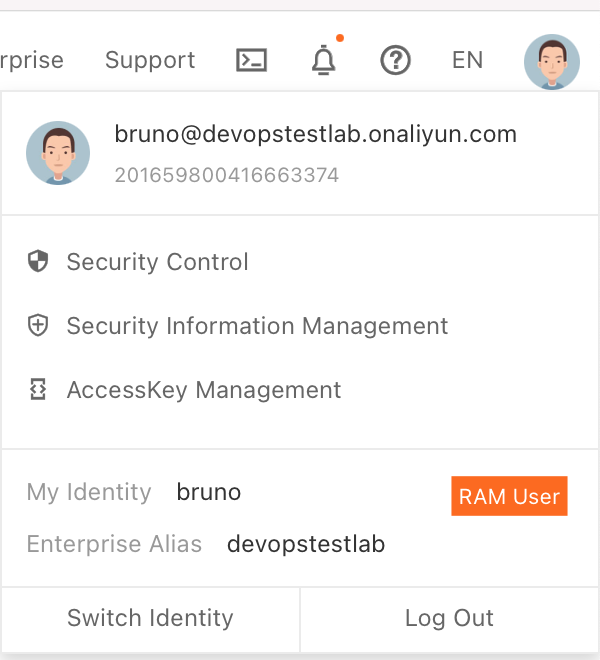 rprise Support EN
bruno@devopstestlab.onaliyun.com
201659800416663374
Security Control
Security Information Management
AccessKey Management
My Identity bruno RAM User
Enterprise Alias devopstestlab
Switch Identity Log Out